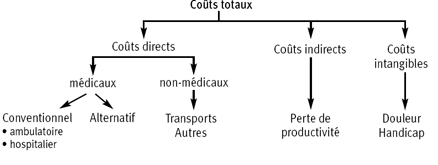 Coûts totaux
Coûts directs
Coûts indirects
Coûts
intangibles
médicaux
non-médicaux
Conventionnel
• ambulatoire
• hospitalier
Alternatif
Transports
Autres
Perte de
productivité
Douleur
Handicap